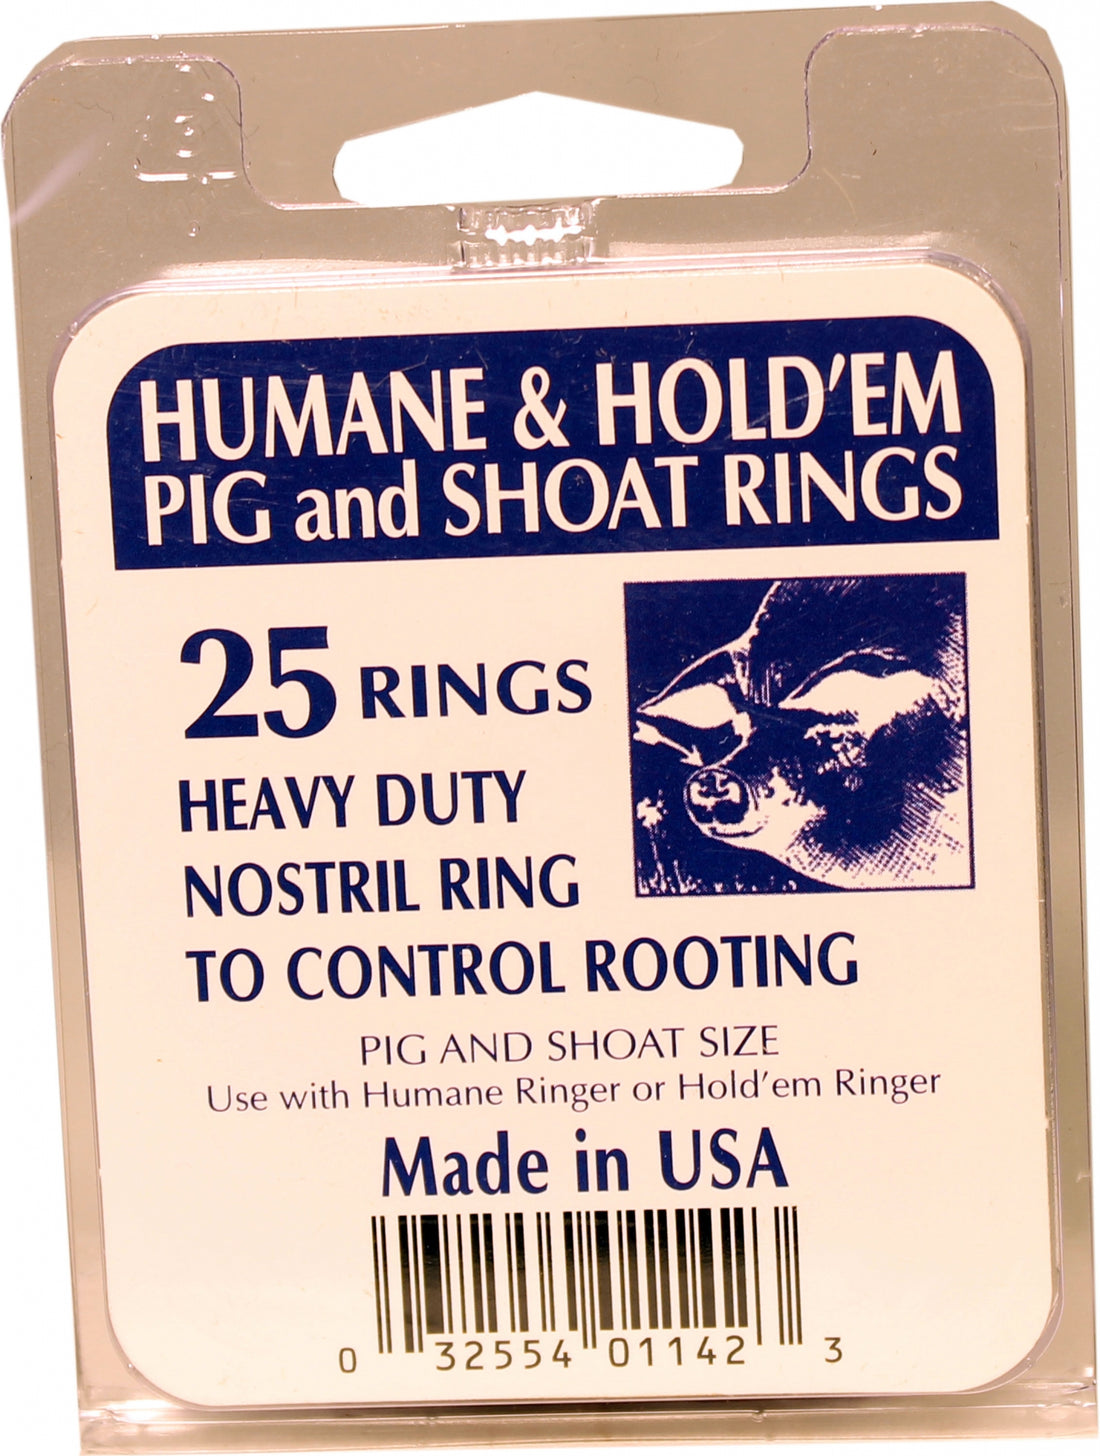 HUMANE & HOLD'EM
PIG and SHOAT RINGS
25 RINGS
HEAVY DUTY
NOSTRIL RING
TO CONTROL ROOTING
PIG AND SHOAT SIZE
Use with Humane Ringer or Hold'em Ringer
Made in USA
0 32554 01142 3